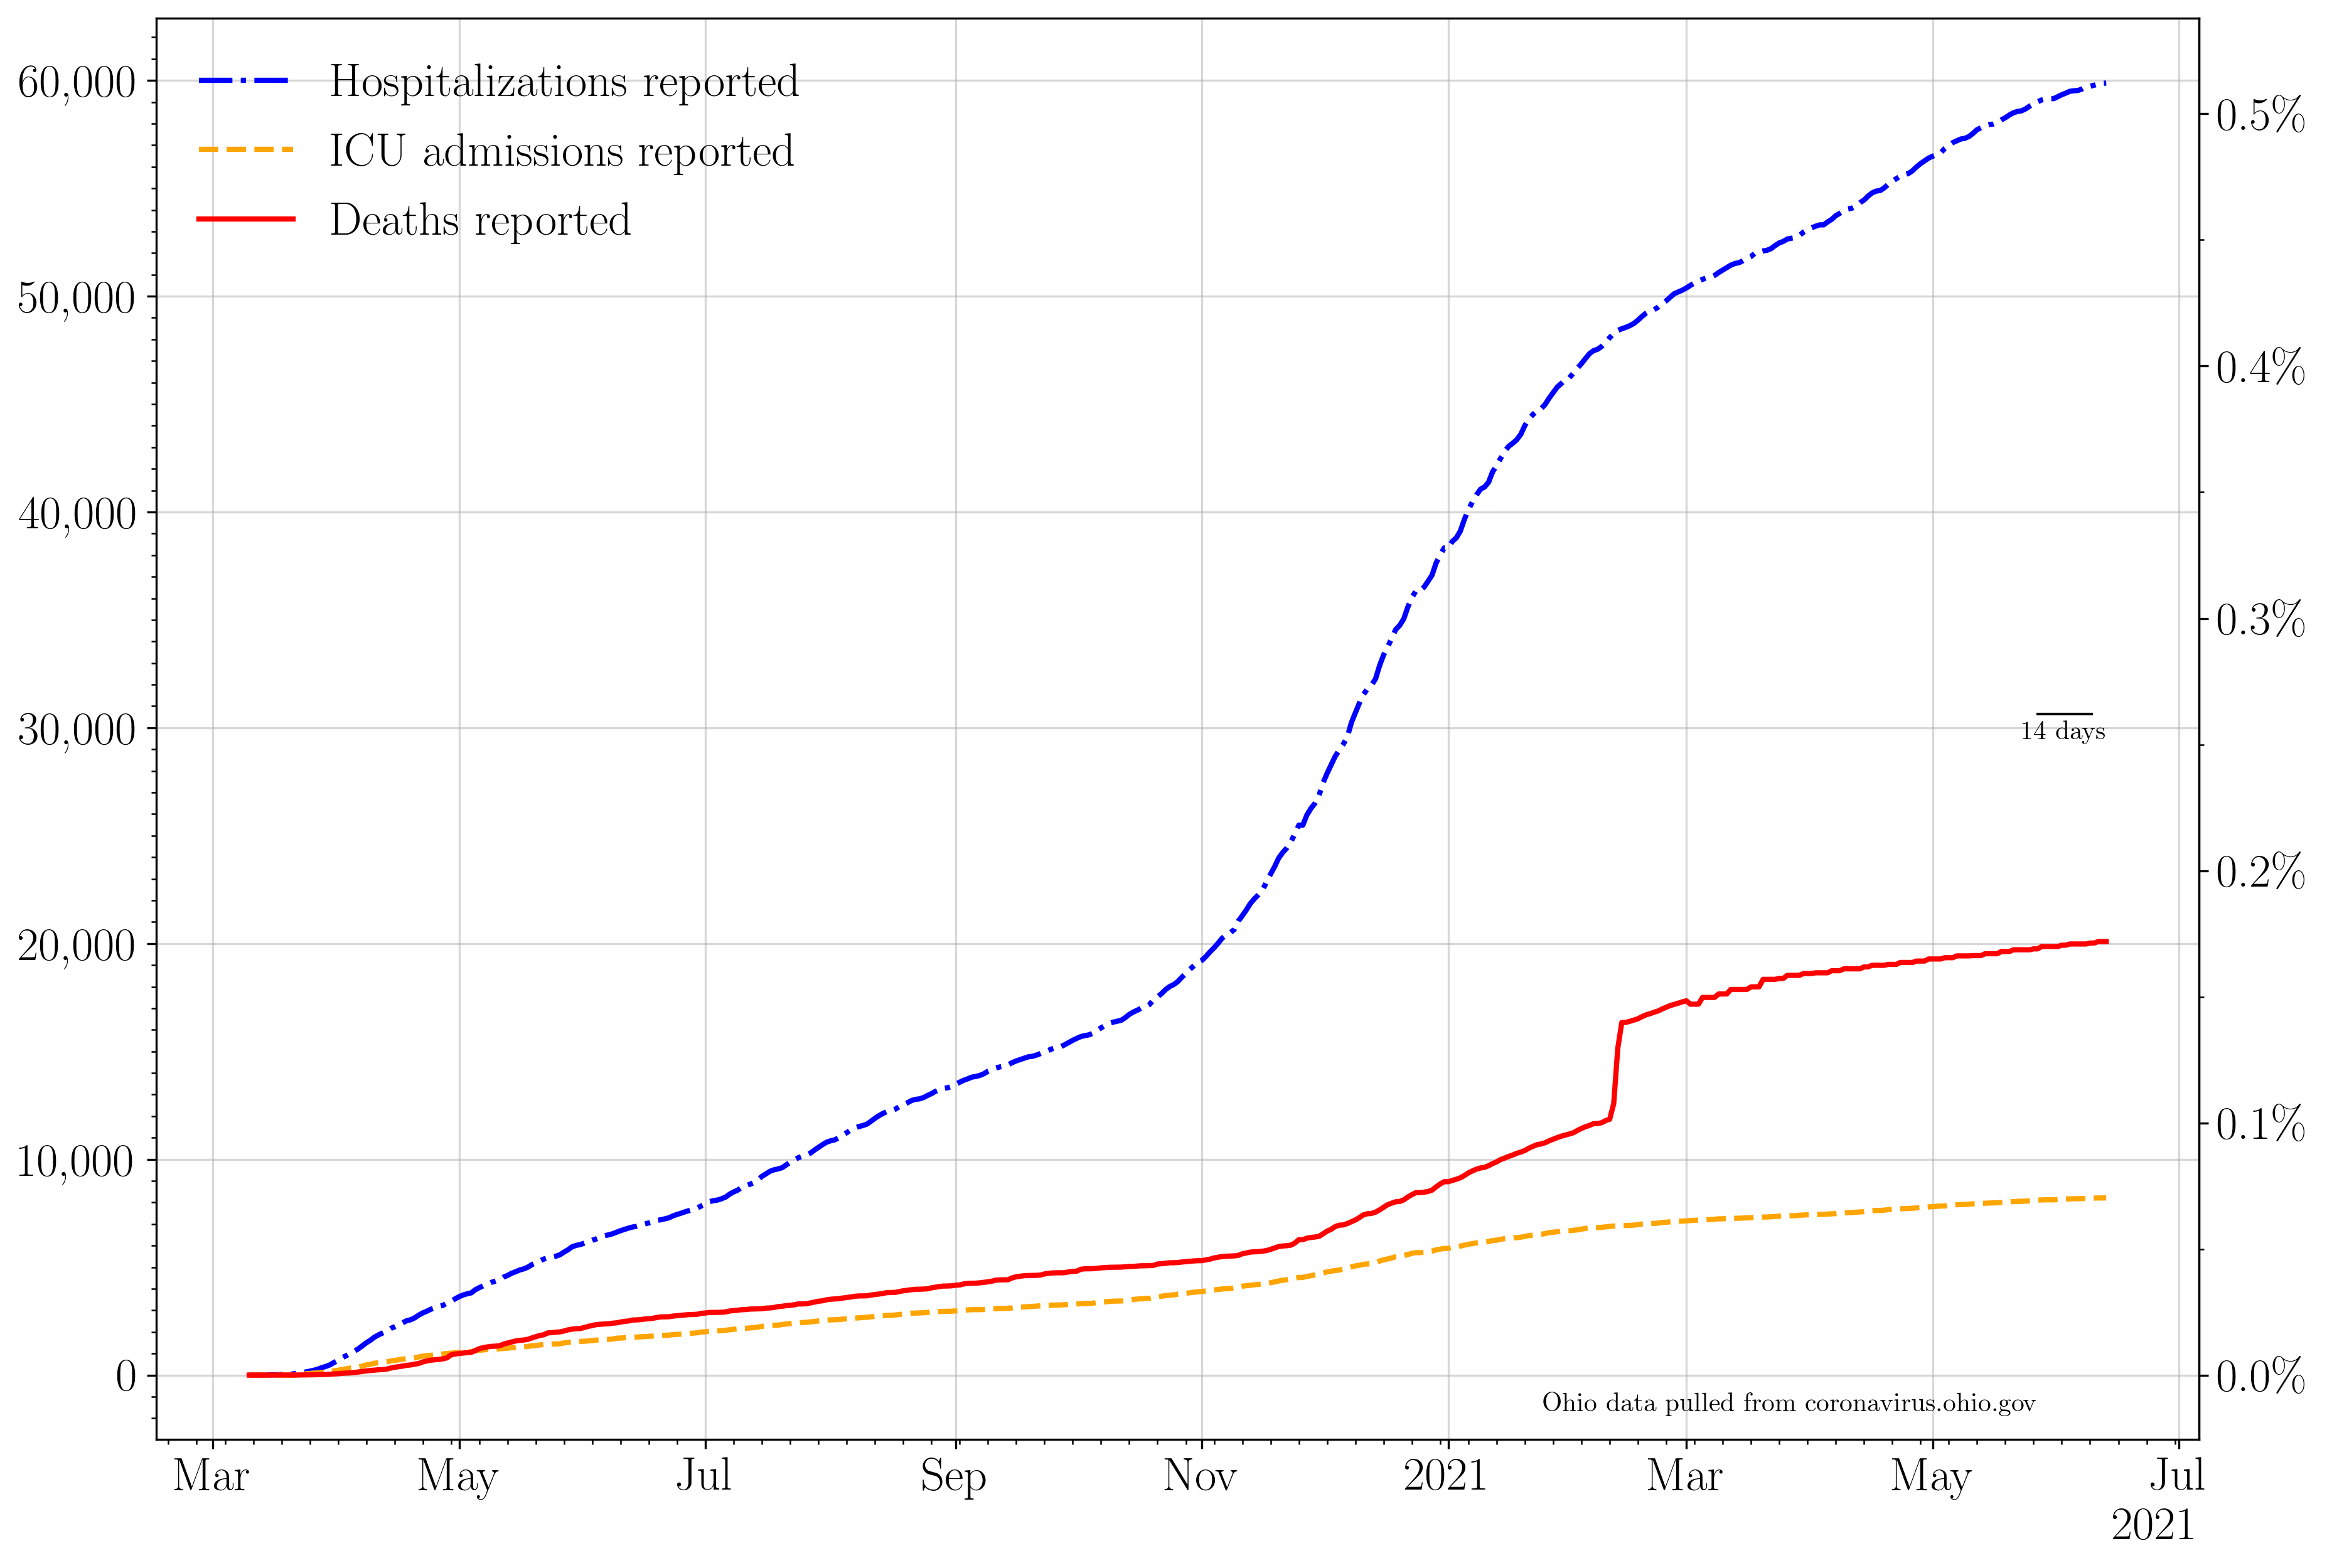 Hospitalizations reported
ICU admissions reported
Deaths reported
60,000
50,000
40,000
30,000
20,000
10,000
0
0.5%
0.4%
0.3%
0.2%
0.1%
0.0%
14 days
Ohio data pulled from coronavirus.ohio.gov
Mar May Jul Sep Nov 2021 Mar May Jul
2021